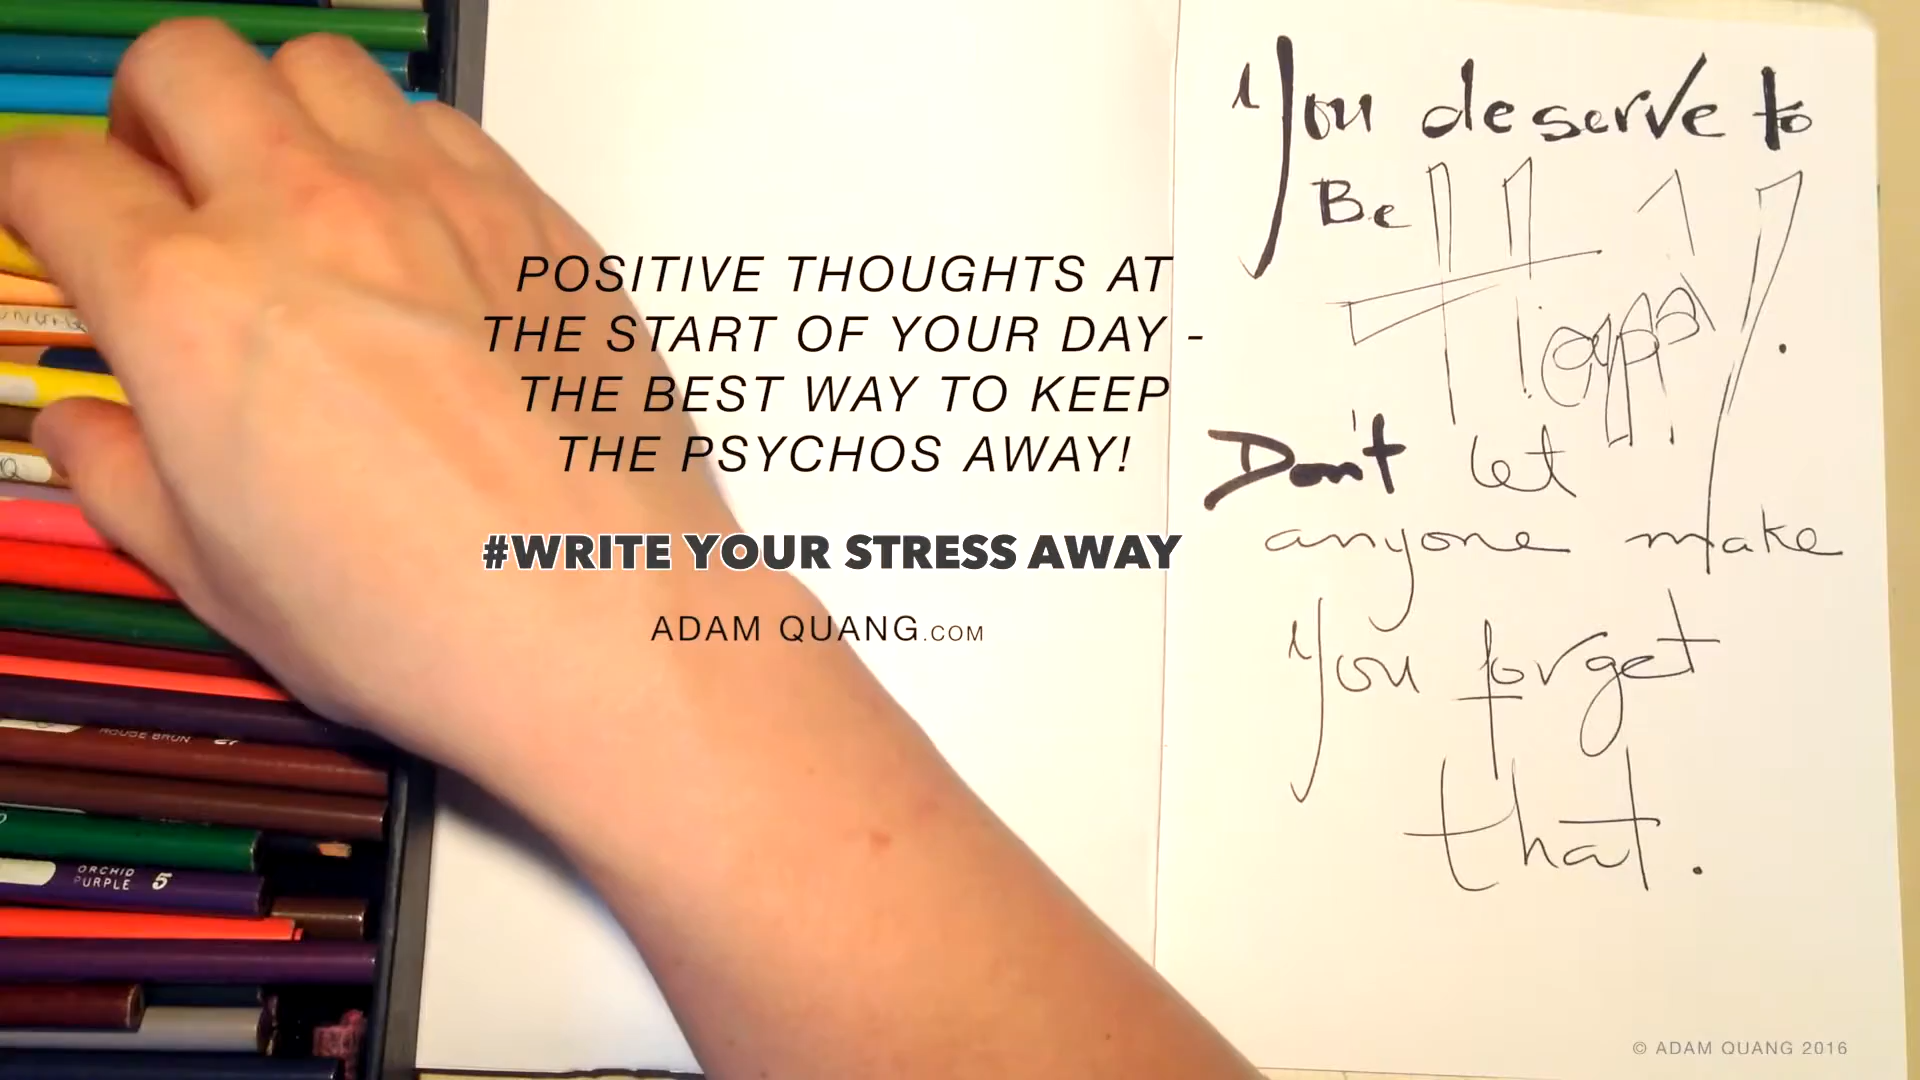 POSITIVE THOUGHTS AT
THE START OF YOUR DAY -
THE BEST WAY TO KEEP
THE PSYCHOS AWAY!
#WRITE YOUR STRESS AWAY
ADAM QUANG.COM
You deserve to
Be Happy.
Don't let
anyone make
You forget
that.
ROUGE BRUN
ORCHID
PURPLE 5
© ADAM QUANG 2016